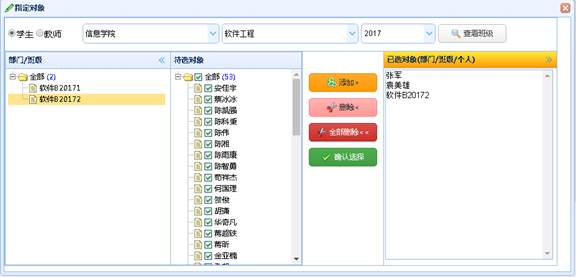 指定对象
学生 教师 信息学院 软件工程 2017 查看班级
部门/班级
全部 (2)
软件B20171
软件B20172
待选对象
全部 (53)
安佳宇
蔡冰冰
陈凯强
陈科秉
陈伟
陈湘
陈雨康
陈智勇
苟祥杰
何国理
贺俊
胡潇
华奇凡
蒋超铁
蒋昕
金亚楠
添加>
删除<
全部删除<<
确认选择
已选对象(部门/班级/个人)
张军
袁美雄
软件B20172